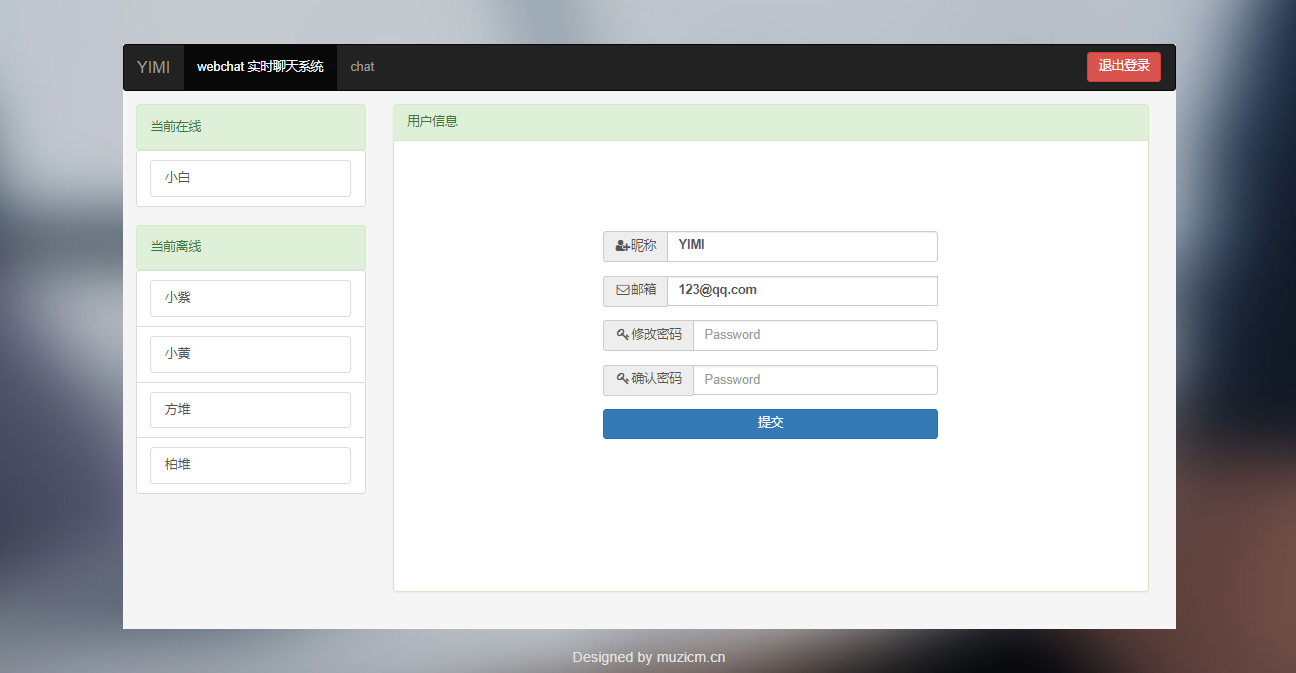 YIMI webchat 实时聊天系统 chat 退出登录
当前在线
小白
当前离线
小紫
小黄
方堆
柏堆
用户信息
昵称 YIMI
邮箱 123@qq.com
修改密码 Password
确认密码 Password
提交
Designed by muzicm.cn